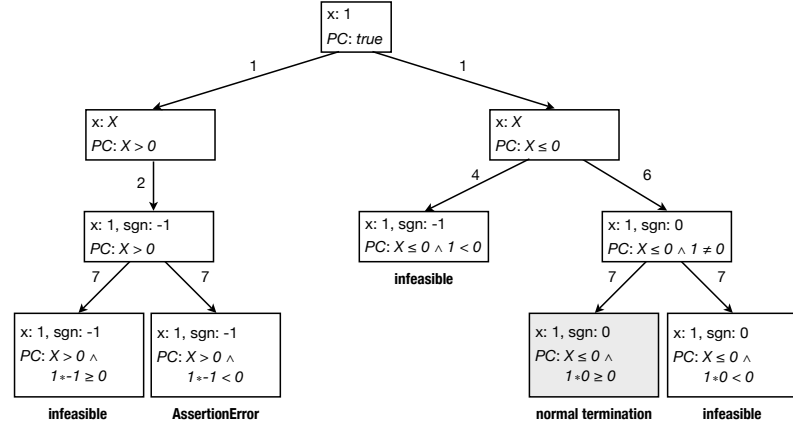 x: 1
PC: true
1
1
x: X
PC: X > 0
x: X
PC: X ≤ 0
2
4
6
x: 1, sgn: -1
PC: X > 0
x: 1, sgn: -1
PC: X ≤ 0 ∧ 1 < 0
infeasible
x: 1, sgn: 0
PC: X ≤ 0 ∧ 1 ≠ 0
7
7
7
7
x: 1, sgn: -1
PC: X > 0 ∧
1*-1 ≥ 0
infeasible
x: 1, sgn: -1
PC: X > 0 ∧
1*-1 < 0
AssertionError
x: 1, sgn: 0
PC: X ≤ 0 ∧
1*0 ≥ 0
normal termination
x: 1, sgn: 0
PC: X ≤ 0 ∧
1*0 < 0
infeasible